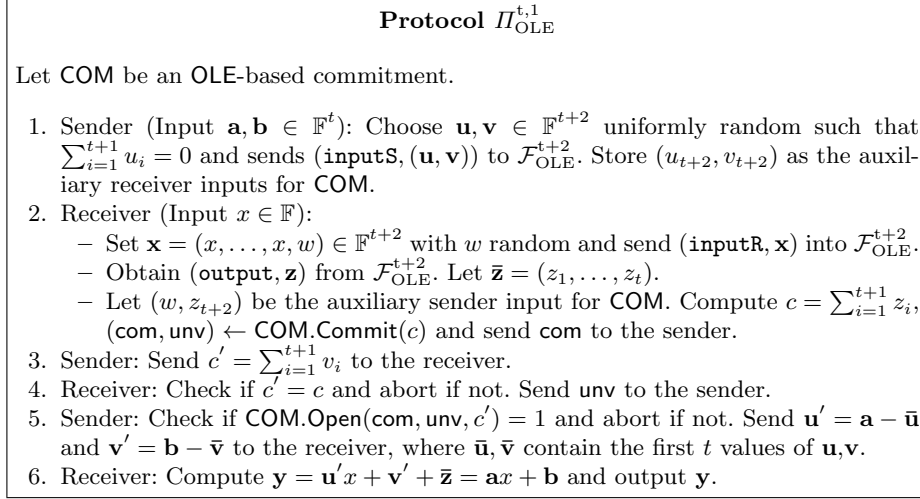 Protocol Π_OLE^{t,1}
Let COM be an OLE-based commitment.
1. Sender (Input a, b ∈ 𝔽^t): Choose u, v ∈ 𝔽^{t+2} uniformly random such that
∑_{i=1}^{t+1} u_i = 0 and sends (inputS, (u, v)) to ℱ_OLE^{t+2}. Store (u_{t+2}, v_{t+2}) as the auxil-
iary receiver inputs for COM.
2. Receiver (Input x ∈ 𝔽):
– Set x = (x, . . . , x, w) ∈ 𝔽^{t+2} with w random and send (inputR, x) into ℱ_OLE^{t+2}.
– Obtain (output, z) from ℱ_OLE^{t+2}. Let z̄ = (z_1, . . . , z_t).
– Let (w, z_{t+2}) be the auxiliary sender input for COM. Compute c = ∑_{i=1}^{t+1} z_i,
(com, unv) ← COM.Commit(c) and send com to the sender.
3. Sender: Send c′ = ∑_{i=1}^{t+1} v_i to the receiver.
4. Receiver: Check if c′ = c and abort if not. Send unv to the sender.
5. Sender: Check if COM.Open(com, unv, c′) = 1 and abort if not. Send u′ = a − ū
and v′ = b − v̄ to the receiver, where ū, v̄ contain the first t values of u,v.
6. Receiver: Compute y = u′x + v′ + z̄ = ax + b and output y.